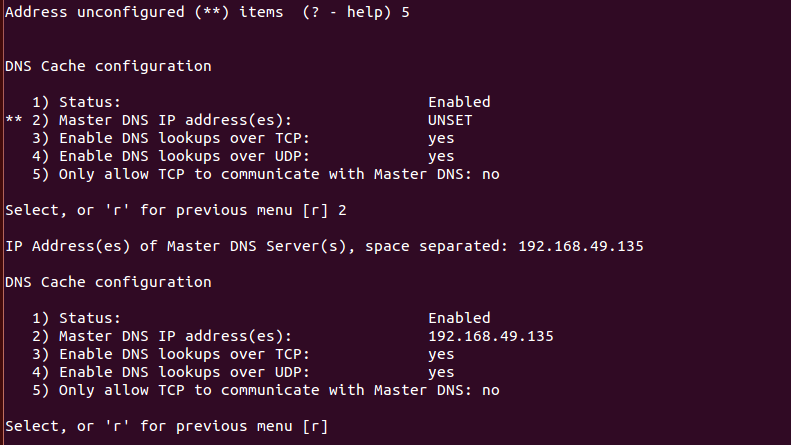 Address unconfigured (**) items  (? - help) 5
DNS Cache configuration
   1) Status:                                  Enabled
** 2) Master DNS IP address(es):               UNSET
   3) Enable DNS lookups over TCP:             yes
   4) Enable DNS lookups over UDP:             yes
   5) Only allow TCP to communicate with Master DNS: no
Select, or 'r' for previous menu [r] 2
IP Address(es) of Master DNS Server(s), space separated: 192.168.49.135
DNS Cache configuration
   1) Status:                                  Enabled
   2) Master DNS IP address(es):               192.168.49.135
   3) Enable DNS lookups over TCP:             yes
   4) Enable DNS lookups over UDP:             yes
   5) Only allow TCP to communicate with Master DNS: no
Select, or 'r' for previous menu [r]